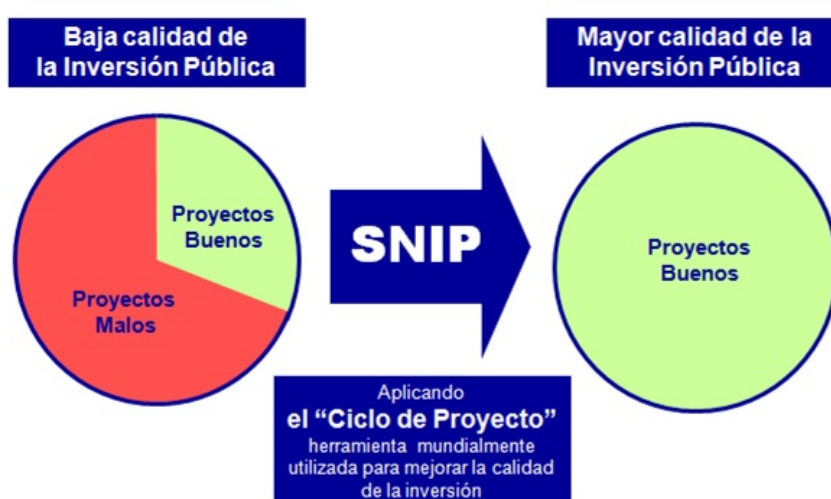 Baja calidad de
la Inversión Pública
Mayor calidad de la
Inversión Pública
Proyectos
Buenos
Proyectos
Malos
SNIP
Proyectos
Buenos
Aplicando
el “Ciclo de Proyecto”
herramienta mundialmente
utilizada para mejorar la calidad
de la inversión